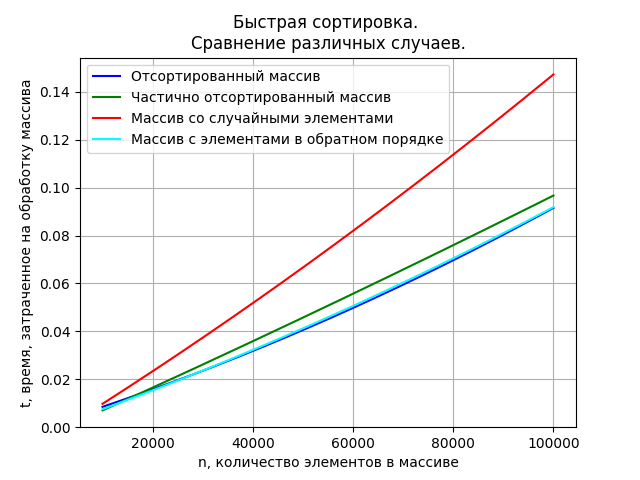 Быстрая сортировка.
Сравнение различных случаев.
Отсортированный массив
Частично отсортированный массив
Массив со случайными элементами
Массив с элементами в обратном порядке
t, время, затраченное на обработку массива
0.14
0.12
0.10
0.08
0.06
0.04
0.02
0.00
20000
40000
60000
80000
100000
n, количество элементов в массиве